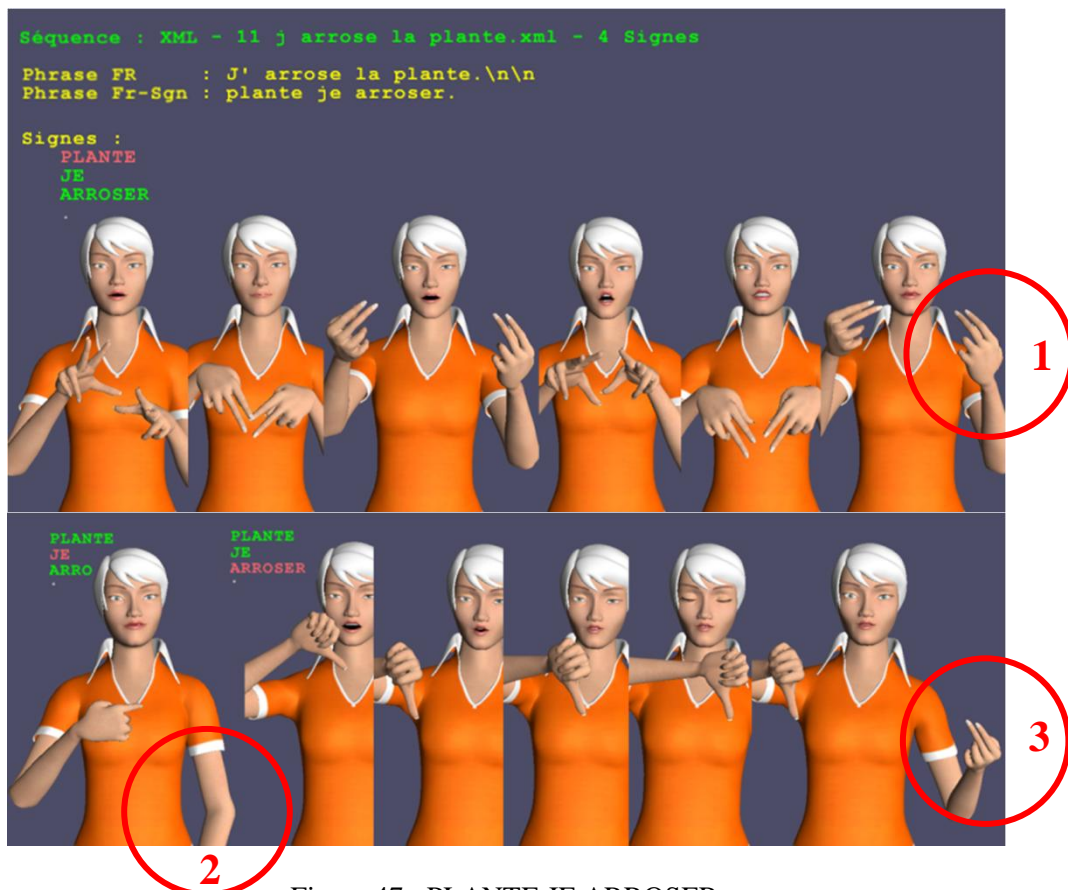 Séquence : XML - 11 j arrose la plante.xml - 4 Signes
Phrase FR : J' arrose la plante.\n\n
Phrase Fr-Sgn : plante je arroser.
Signes :
PLANTE
JE
ARROSER
.
1
PLANTE
JE
ARRO
.
PLANTE
JE
ARROSER
.
3
2